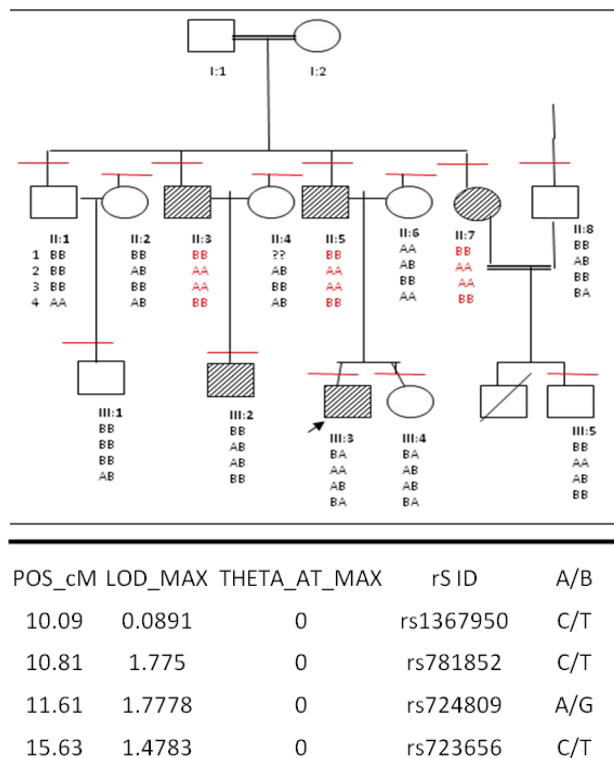 I:1 I:2
II:1
1 BB
2 BB
3 BB
4 AA
II:2
BB
AB
BB
AB
II:3
BB
AA
AA
BB
II:4
??
AB
BB
AB
II:5
BB
AA
AA
BB
II:6
AA
AB
BB
AA
II:7
BB
AA
AA
BB
II:8
BB
AB
BB
BA
III:1
BB
BB
BB
AB
III:2
BB
AB
AB
BB
III:3
BA
AA
AB
BA
III:4
BA
AB
AB
BA
III:5
BB
AA
AB
BB
POS_cM LOD_MAX THETA_AT_MAX rS ID A/B
10.09 0.0891 0 rs1367950 C/T
10.81 1.775 0 rs781852 C/T
11.61 1.7778 0 rs724809 A/G
15.63 1.4783 0 rs723656 C/T